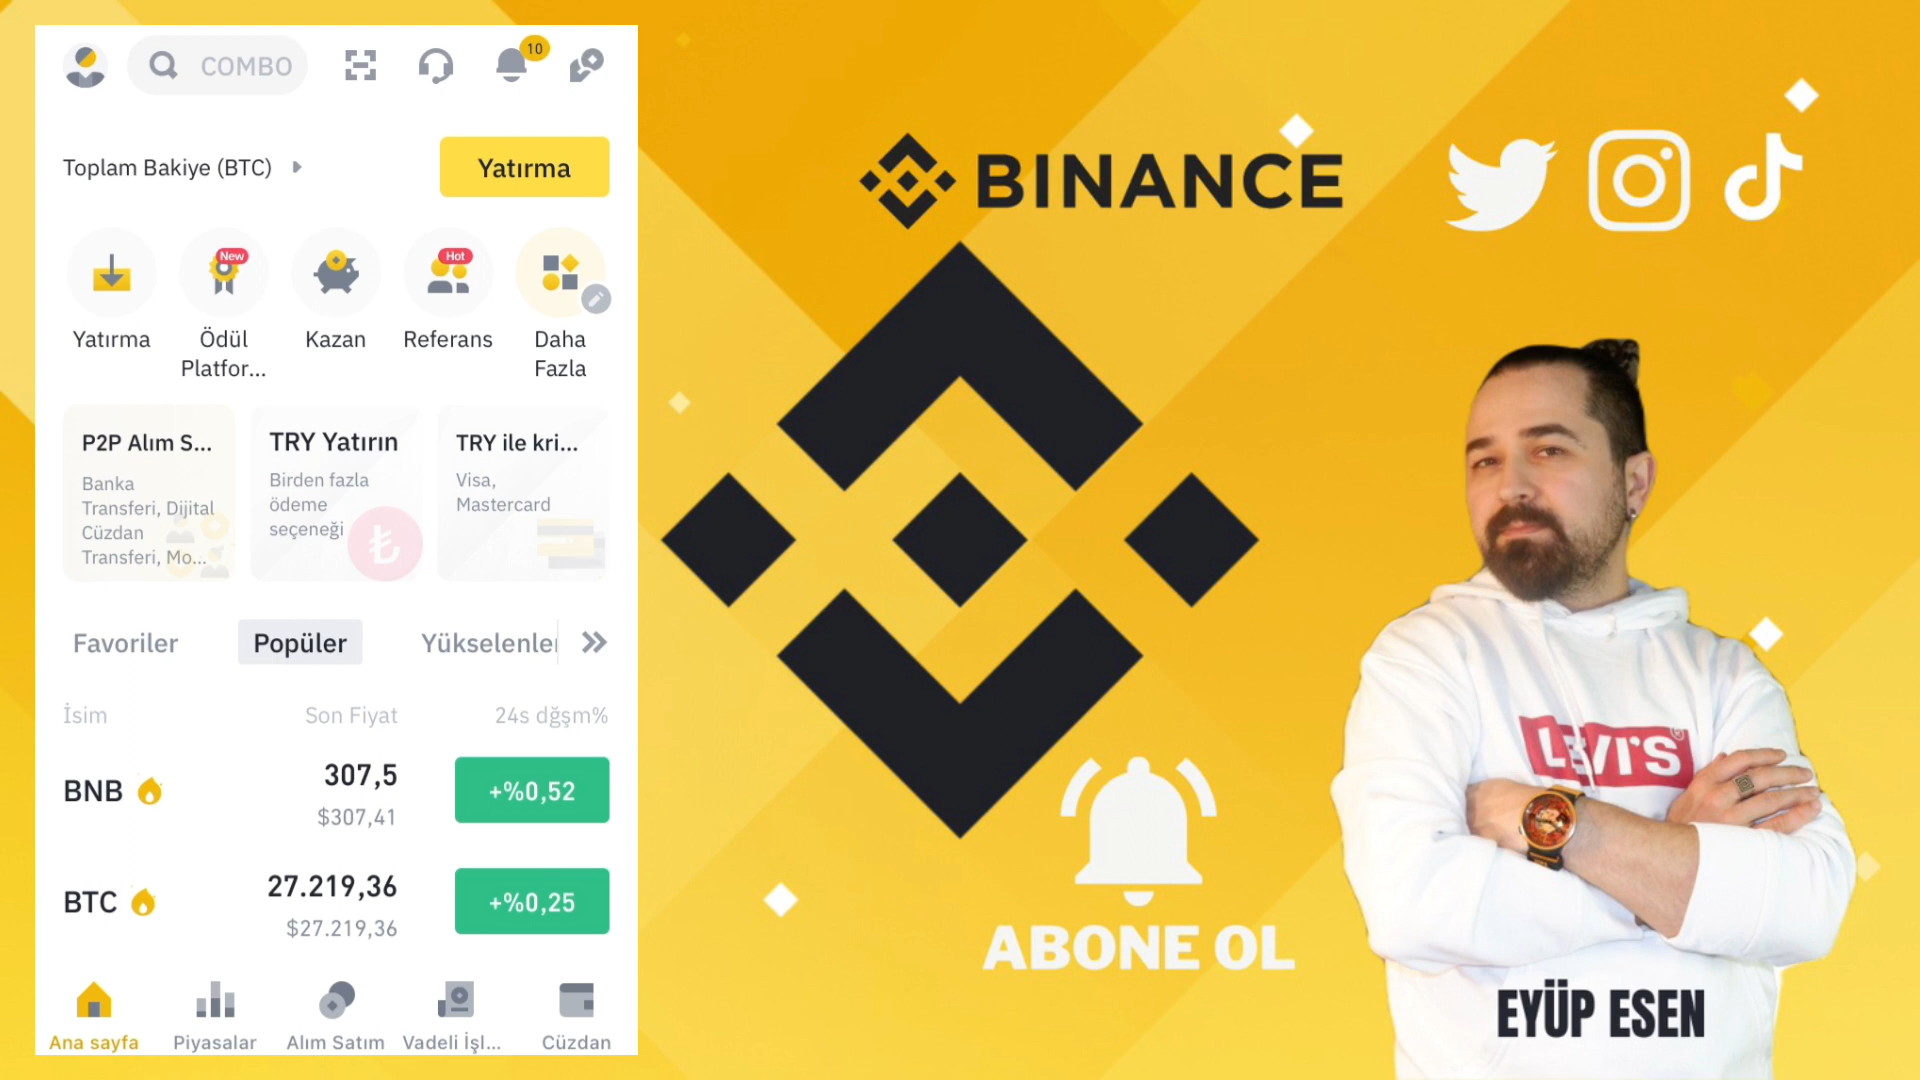 COMBO
10
Toplam Bakiye (BTC)
Yatırma
New
Hot
Yatırma
Ödül
Platfor...
Kazan
Referans
Daha
Fazla
P2P Alım S...
Banka
Transferi, Dijital
Cüzdan
Transferi, Mo...
TRY Yatırın
Birden fazla
ödeme
seçeneği
₺
TRY ile kri...
Visa,
Mastercard
Favoriler
Popüler
Yükselenler
İsim
Son Fiyat
24s dğşm%
BNB
307,5
$307,41
+%0,52
BTC
27.219,36
$27.219,36
+%0,25
Ana sayfa
Piyasalar
Alım Satım
Vadeli İşl...
Cüzdan
BINANCE
LEVI'S®
ABONE OL
EYÜP ESEN